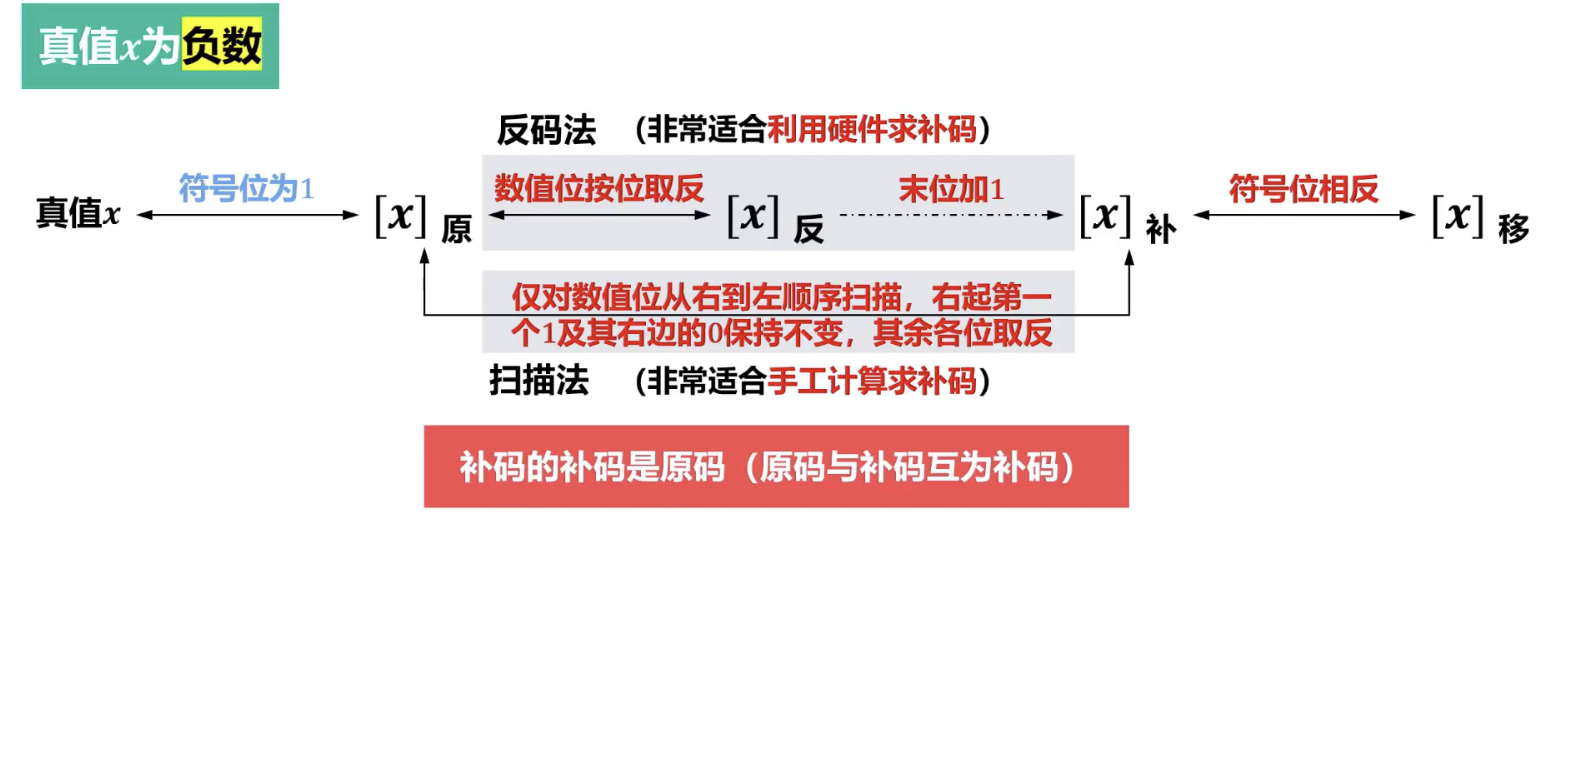 真值x为负数
反码法 （非常适合利用硬件求补码）
真值x 符号位为1 [x]原 数值位按位取反 [x]反 末位加1 [x]补 符号位相反 [x]移
仅对数值位从右到左顺序扫描，右起第一
个1及其右边的0保持不变，其余各位取反
扫描法 （非常适合手工计算求补码）
补码的补码是原码（原码与补码互为补码）